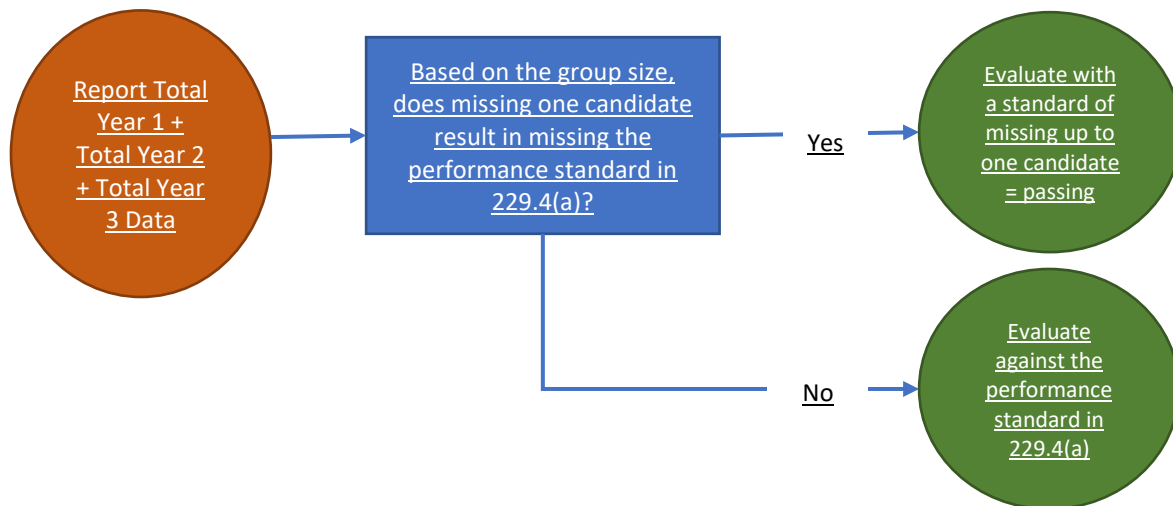 Report Total
Year 1 +
Total Year 2
+ Total Year
3 Data
Based on the group size,
does missing one candidate
result in missing the
performance standard in
229.4(a)?
Yes
Evaluate with
a standard of
missing up to
one candidate
= passing
No
Evaluate
against the
performance
standard in
229.4(a)